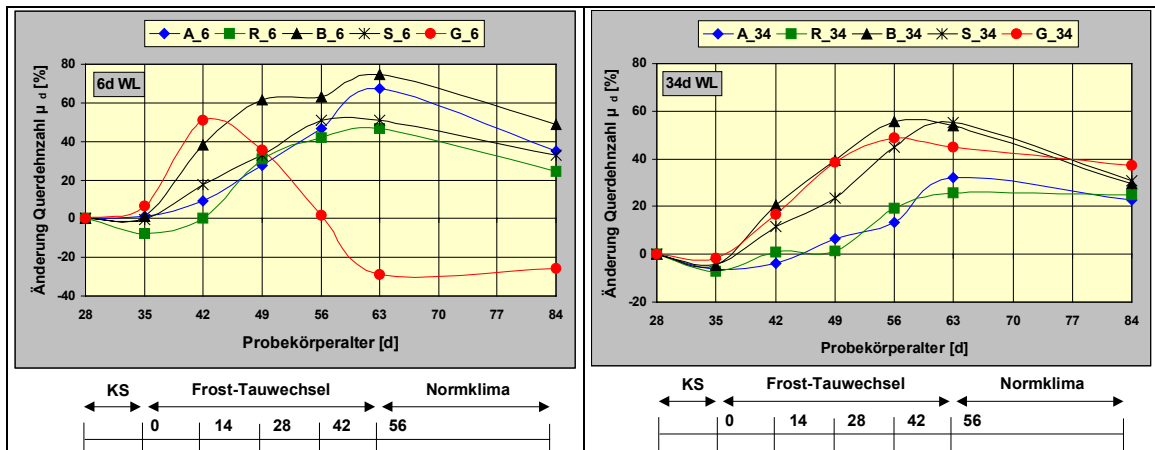 A_6 R_6 B_6 S_6 G_6
6d WL
Änderung Querdehnzahl µ d [%]
80
60
40
20
0
-20
-40
28 35 42 49 56 63 70 77 84
Probekörperalter [d]
KS Frost-Tauwechsel Normklima
0 14 28 42 56
A_34 R_34 B_34 S_34 G_34
34d WL
Änderung Querdehnzahl µ d [%]
80
60
40
20
0
-20
28 35 42 49 56 63 70 77 84
Probekörperalter [d]
KS Frost-Tauwechsel Normklima
0 14 28 42 56